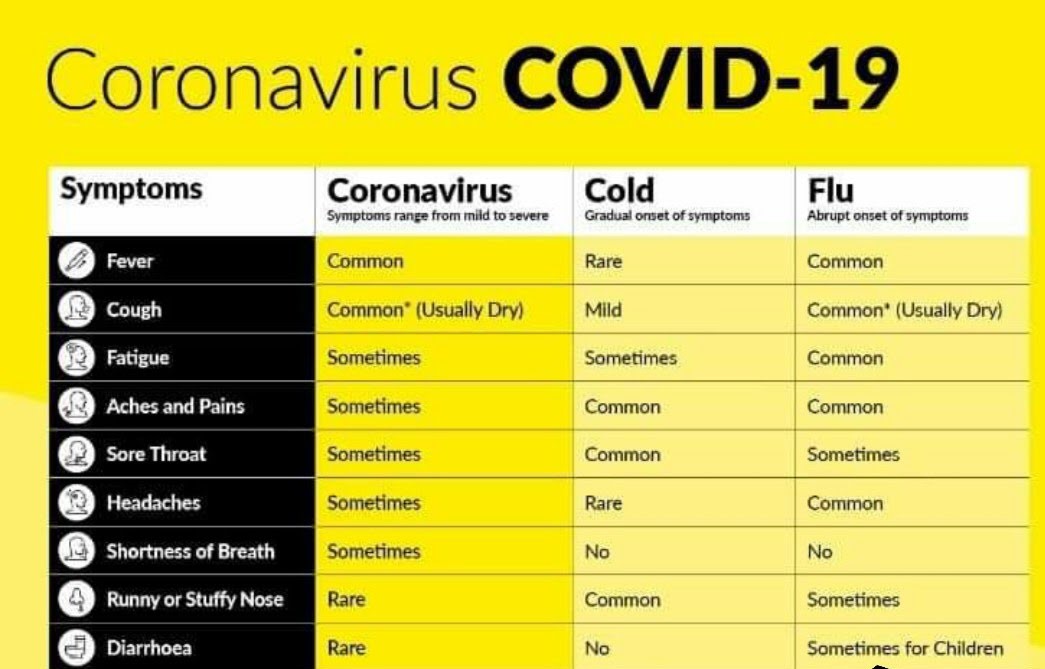 Coronavirus COVID-19
Symptoms Coronavirus Cold Flu
Symptoms range from mild to severe Gradual onset of symptoms Abrupt onset of symptoms
Fever Common Rare Common
Cough Common* (Usually Dry) Mild Common* (Usually Dry)
Fatigue Sometimes Sometimes Common
Aches and Pains Sometimes Common Common
Sore Throat Sometimes Common Sometimes
Headaches Sometimes Rare Common
Shortness of Breath Sometimes No No
Runny or Stuffy Nose Rare Common Sometimes
Diarrhoea Rare No Sometimes for Children